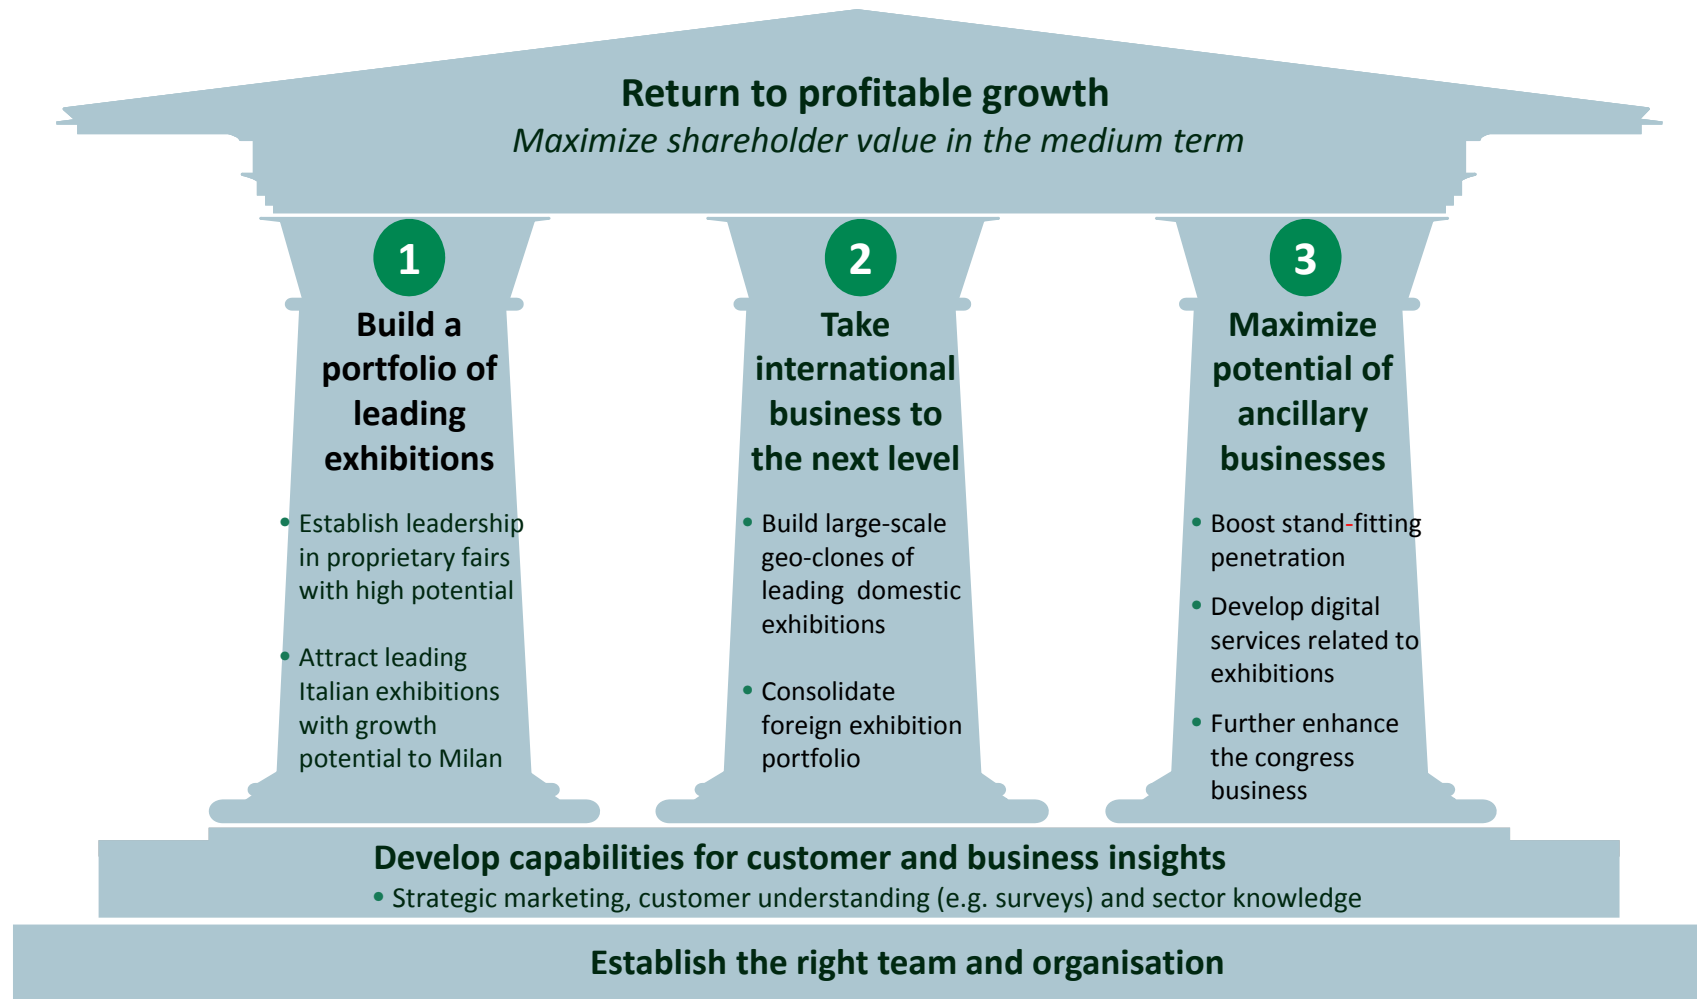 Return to profitable growth
Maximize shareholder value in the medium term
1
Build a
portfolio of
leading
exhibitions
• Establish leadership
in proprietary fairs
with high potential
• Attract leading
Italian exhibitions
with growth
potential to Milan
2
Take
international
business to
the next level
• Build large-scale
geo-clones of
leading  domestic
exhibitions
• Consolidate
foreign exhibition
portfolio
3
Maximize
potential of
ancillary
businesses
• Boost stand-fitting
penetration
• Develop digital
services related to
exhibitions
• Further enhance
the congress
business
Develop capabilities for customer and business insights
• Strategic marketing, customer understanding (e.g. surveys) and sector knowledge
Establish the right team and organisation